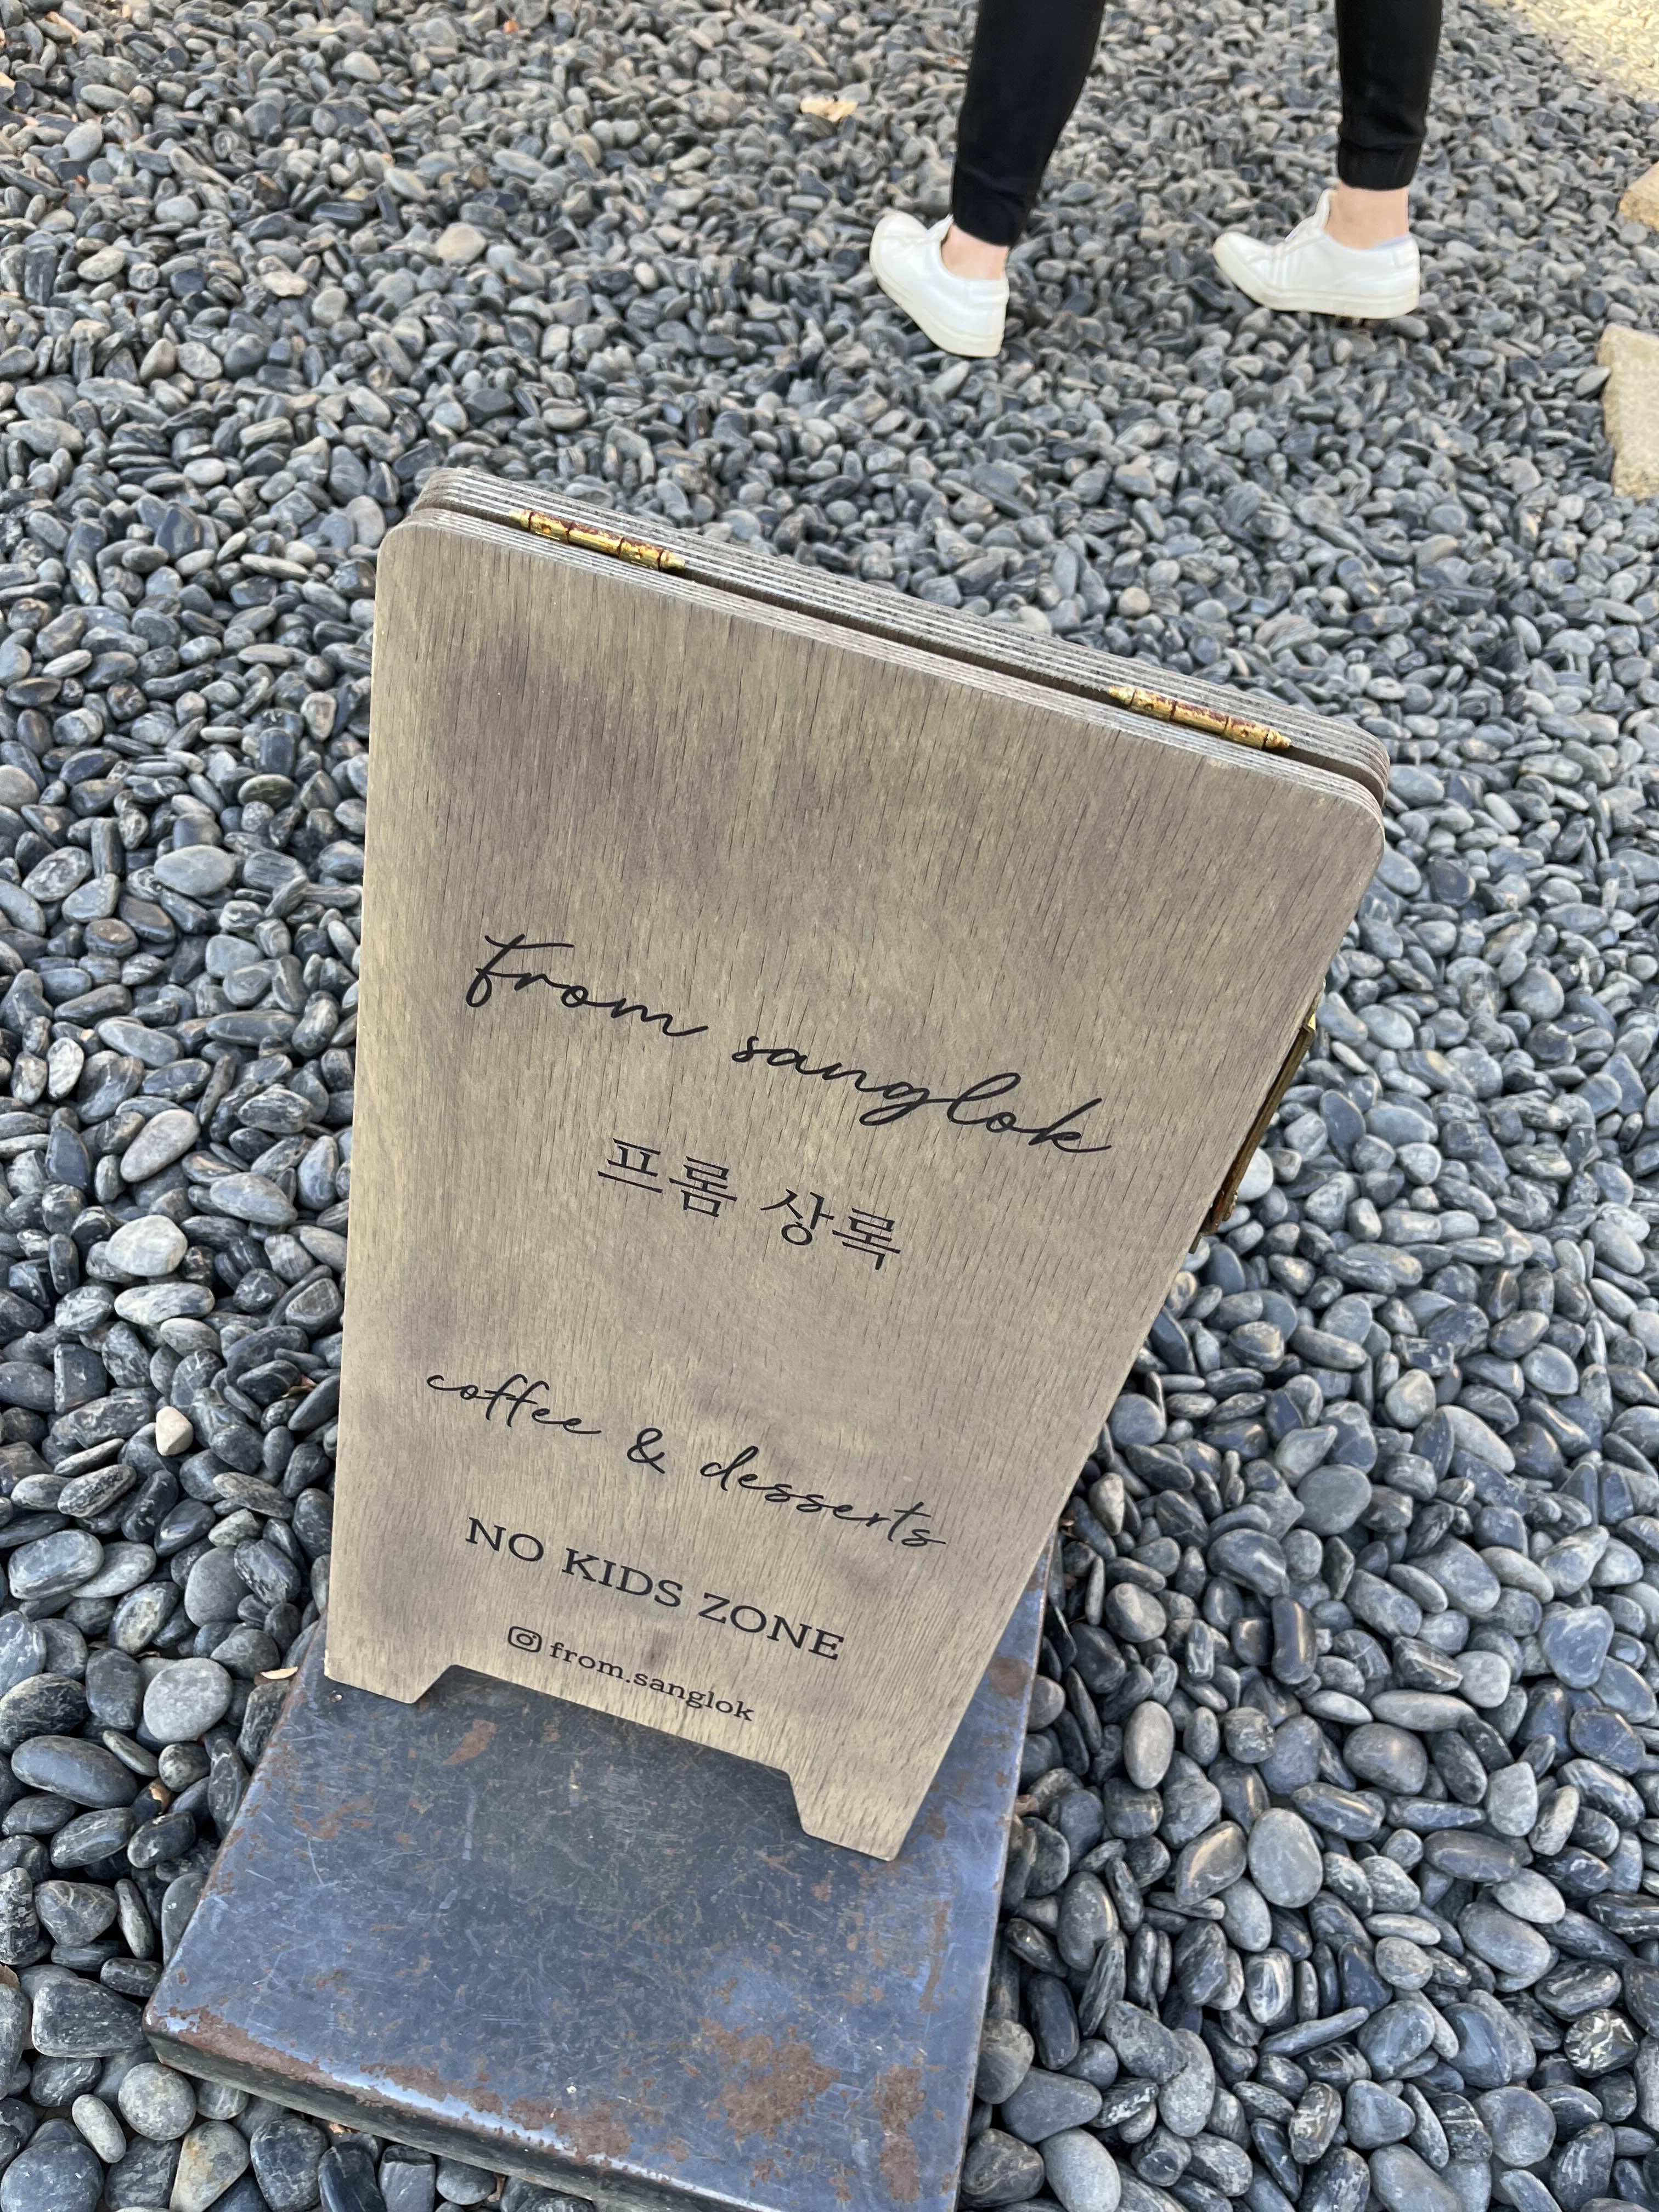 from sanglok
프롬 상록
coffee & desserts
NO KIDS ZONE
from.sanglok